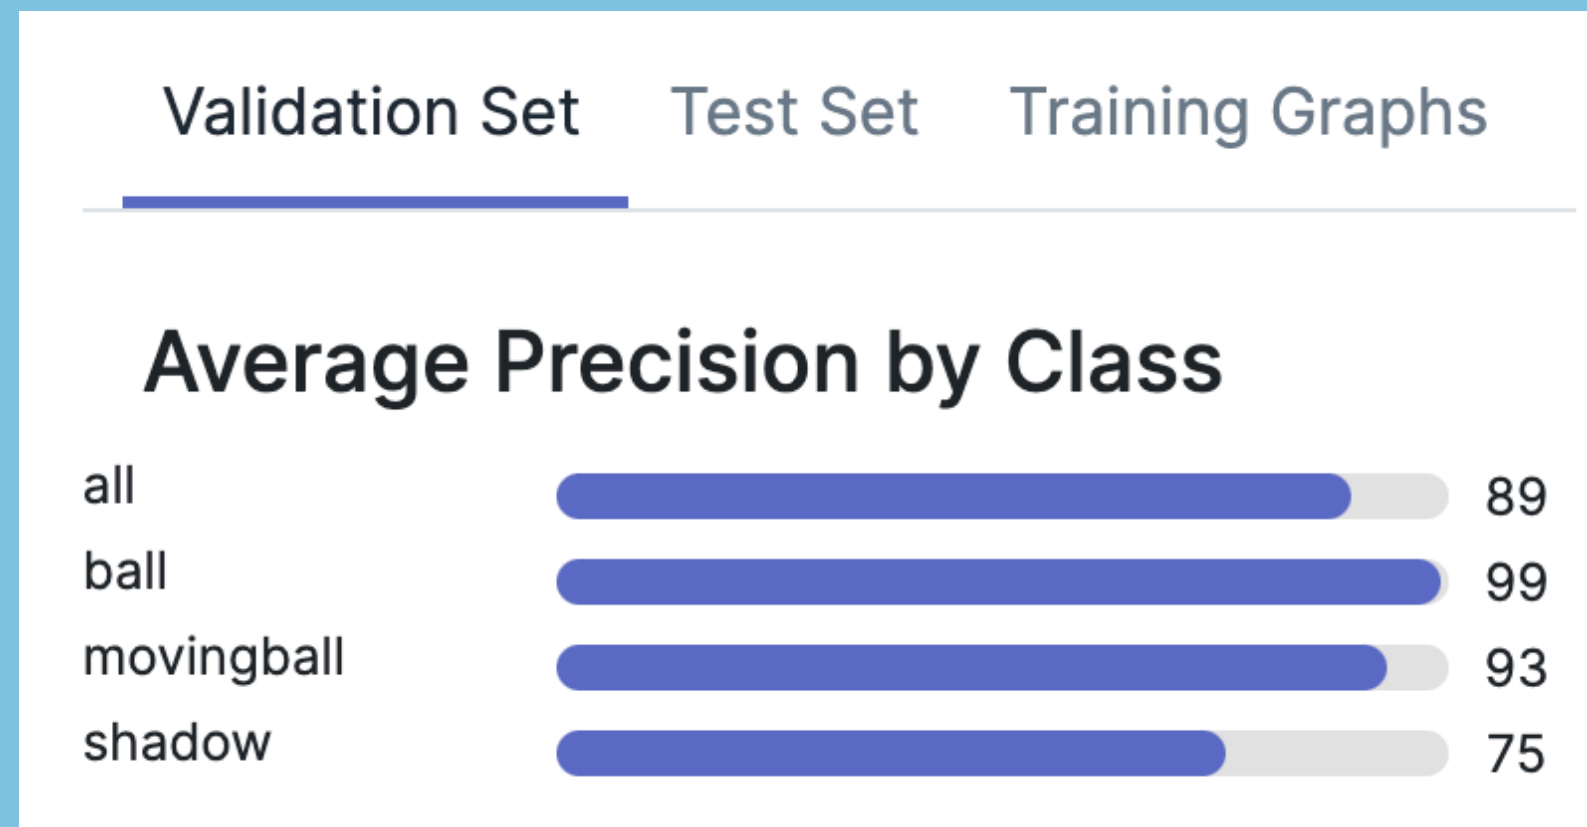 Validation Set Test Set Training Graphs
Average Precision by Class
all 89
ball 99
movingball 93
shadow 75